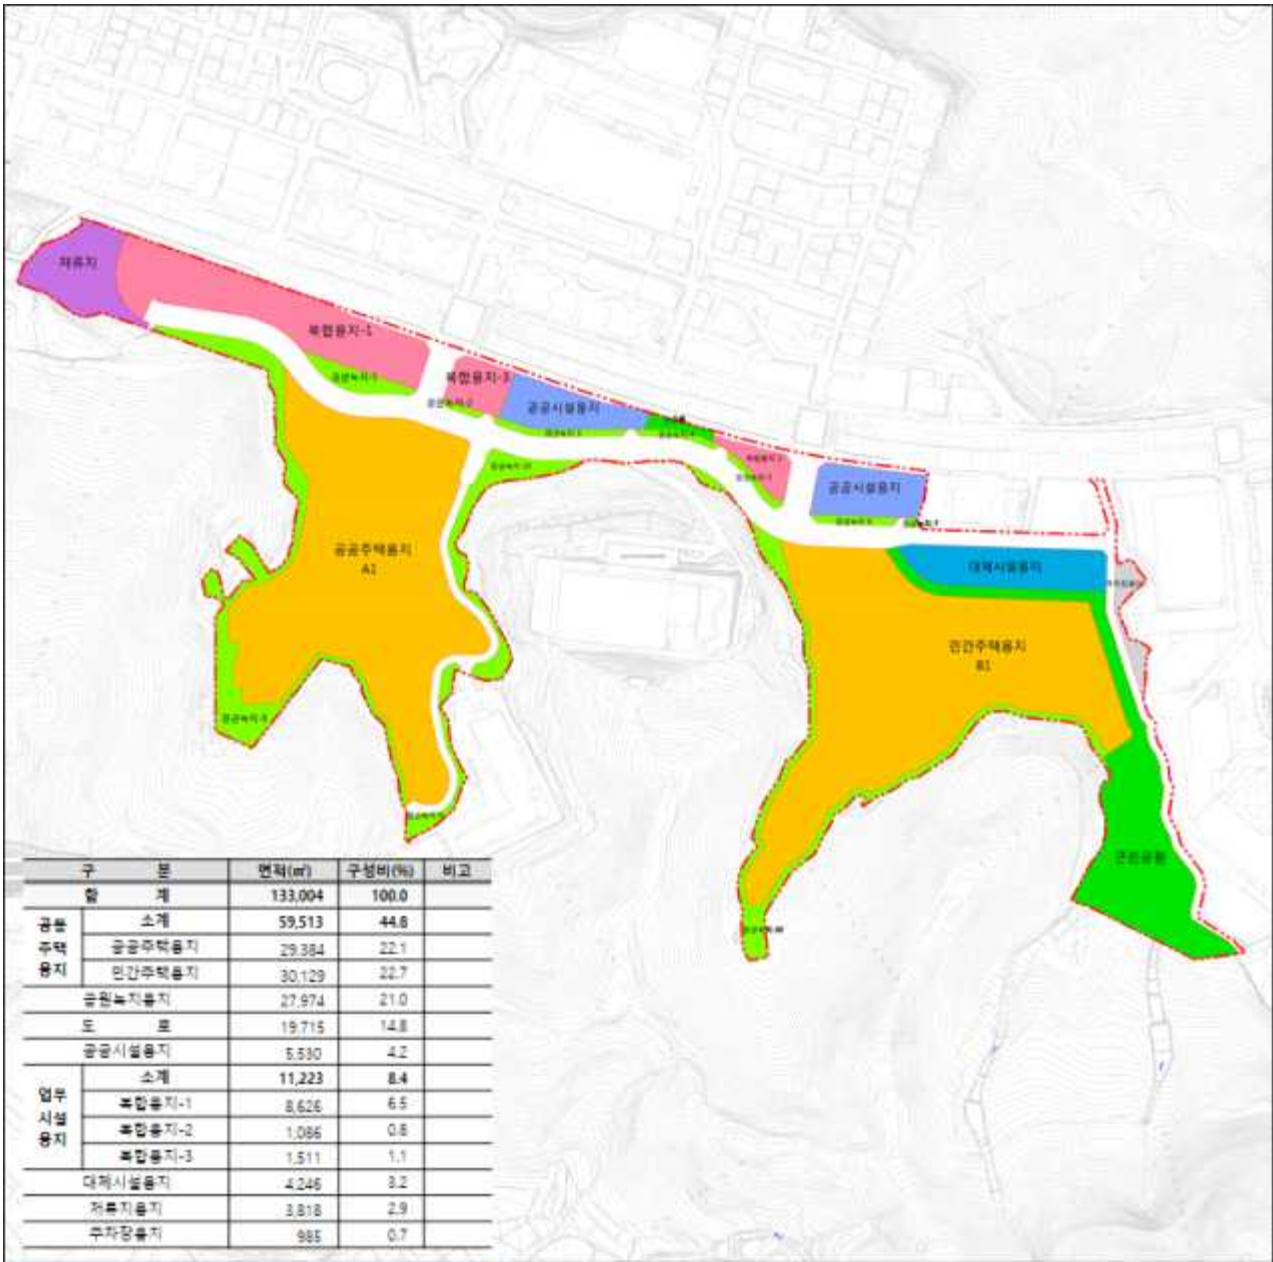 저류지
복합용지-1
완충녹지-1
복합용지-3
공공시설용지
공공시설용지
대체시설용지
공공주택용지
A1
민간주택용지
B1
근린공원
구 분 면적(㎡) 구성비(%) 비고
합 계 133,004 100.0
공동주택용지 소계 59,513 44.8
공공주택용지 29,384 22.1
민간주택용지 30,129 22.7
공원녹지용지 27,974 21.0
도 로 19,715 14.8
공공시설용지 5,530 4.2
업무시설용지 소계 11,223 8.4
복합용지-1 8,626 6.5
복합용지-2 1,086 0.8
복합용지-3 1,511 1.1
대체시설용지 4,246 3.2
저류지용지 3,818 2.9
주차장용지 985 0.7